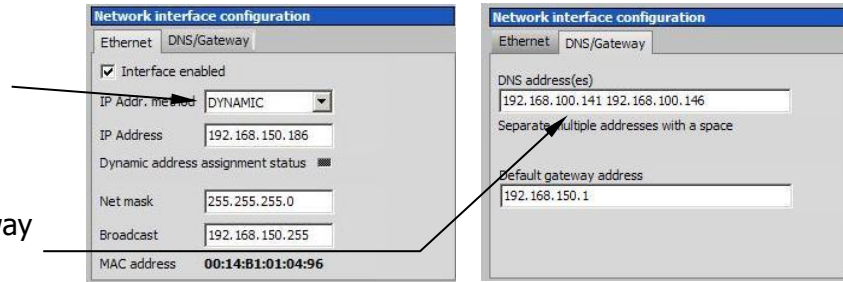 Network interface configuration
Ethernet DNS/Gateway
Interface enabled
IP Addr. method DYNAMIC
IP Address 192.168.150.186
Dynamic address assignment status
Net mask 255.255.255.0
Broadcast 192.168.150.255
MAC address 00:14:B1:01:04:96
way
Network interface configuration
Ethernet DNS/Gateway
DNS address(es)
192.168.100.141 192.168.100.146
Separate multiple addresses with a space
Default gateway address
192.168.150.1